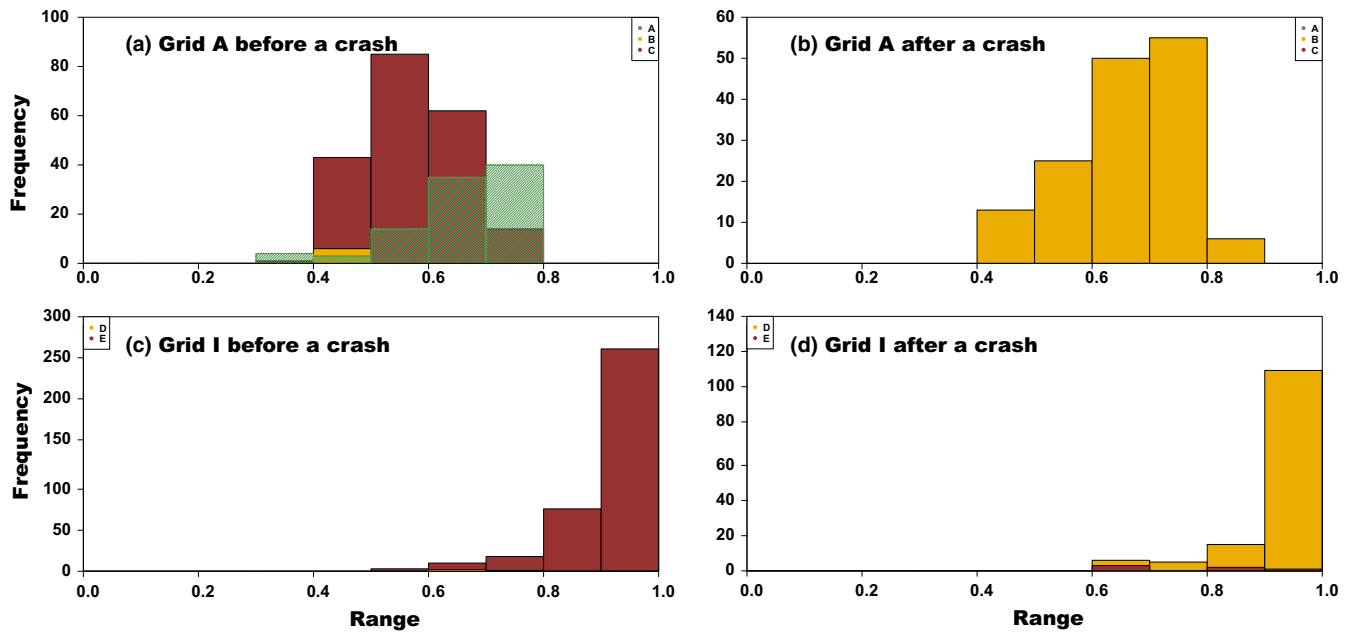 (a) Grid A before a crash
A
B
C
Frequency
100
80
60
40
20
0
0.0 0.2 0.4 0.6 0.8 1.0
(b) Grid A after a crash
A
B
C
60
50
40
30
20
10
0
0.0 0.2 0.4 0.6 0.8 1.0
(c) Grid I before a crash
D
E
Frequency
300
250
200
150
100
150
100
50
0
0.0 0.2 0.4 0.6 0.8 1.0
Range
(d) Grid I after a crash
D
E
140
120
100
80
60
40
20
0
0.0 0.2 0.4 0.6 0.8 1.0
Range